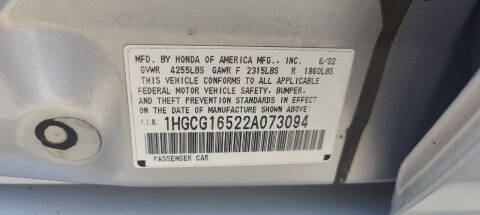 MFD. BY HONDA OF AMERICA MFG., INC. 6/02
GVWR 4255LBS GAWR F 2315LBS R 1960LBS
THIS VEHICLE CONFORMS TO ALL APPLICABLE
FEDERAL MOTOR VEHICLE SAFETY, BUMPER,
AND THEFT PREVENTION STANDARDS IN EFFECT
ON THE DATE OF MANUFACTURE SHOWN ABOVE.
V.I.N. 1HGCG16522A073094
PASSENGER CAR